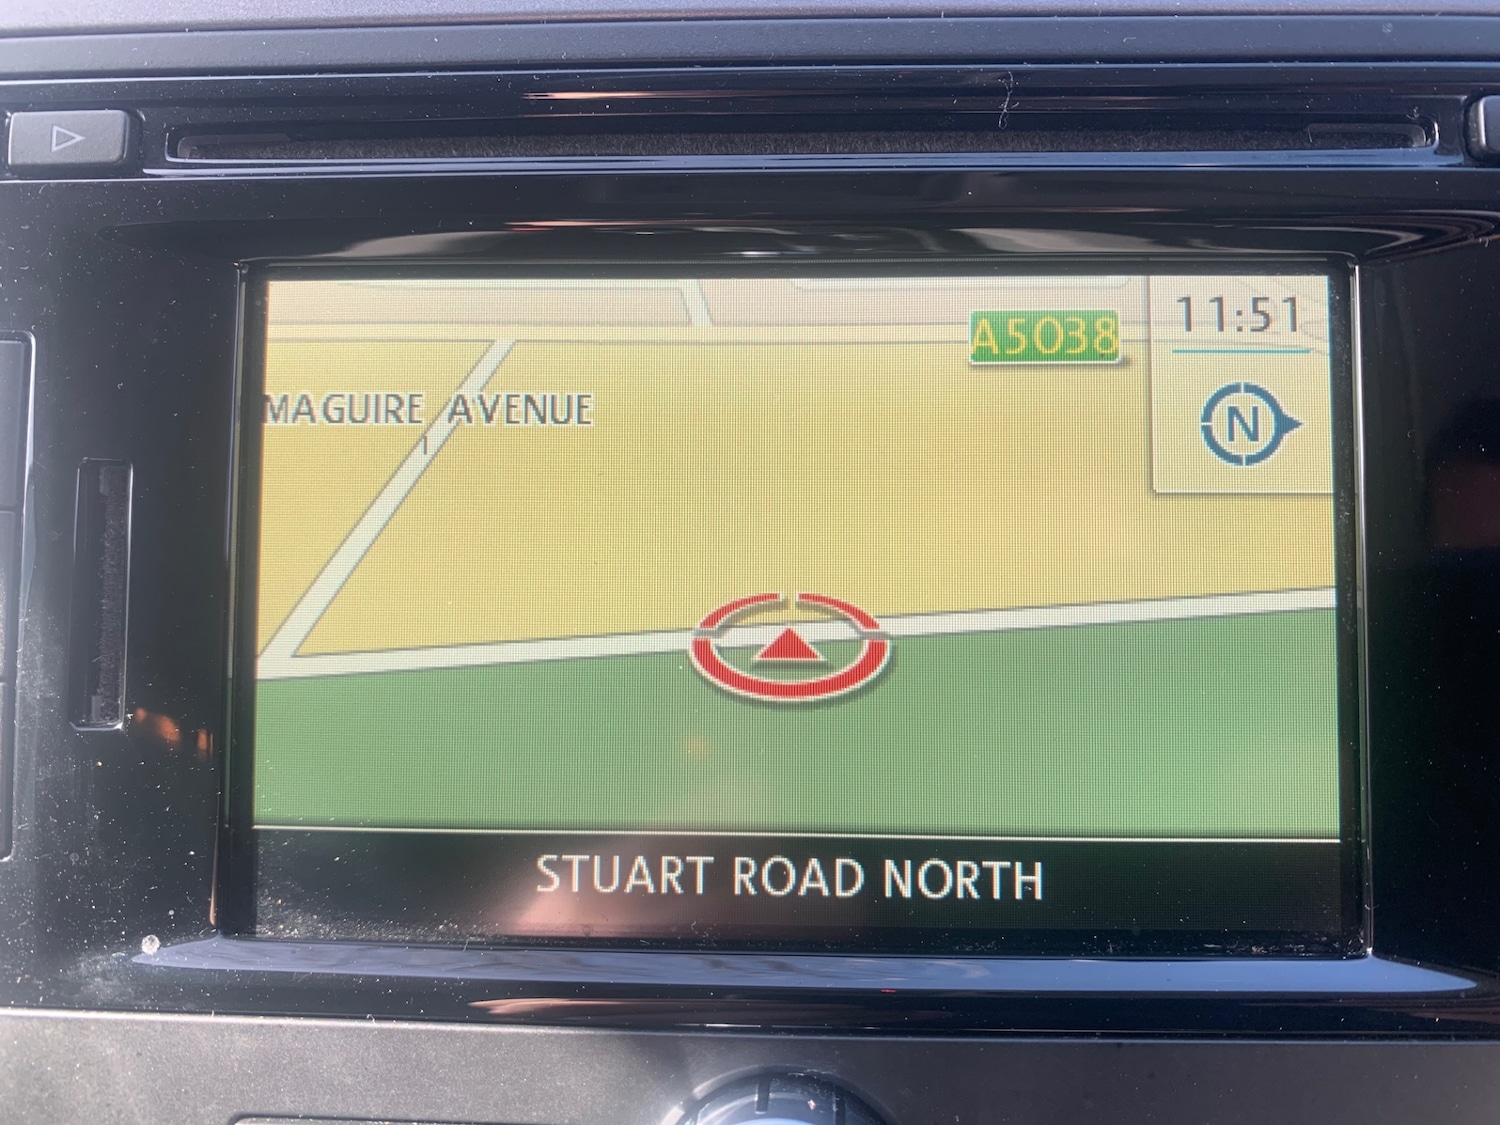 11:51
A5038
MAGUIRE AVENUE
N
STUART ROAD NORTH